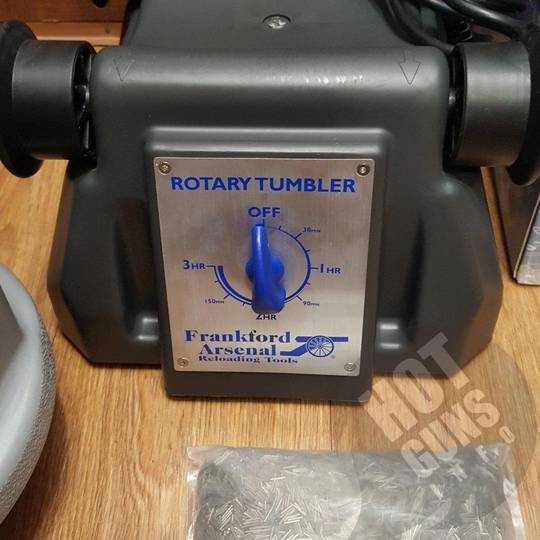 ROTARY TUMBLER
OFF
30MIN
3HR
1HR
150MIN
90MIN
2HR
Frankford
Arsenal
Reloading Tools
HOT
GUNS